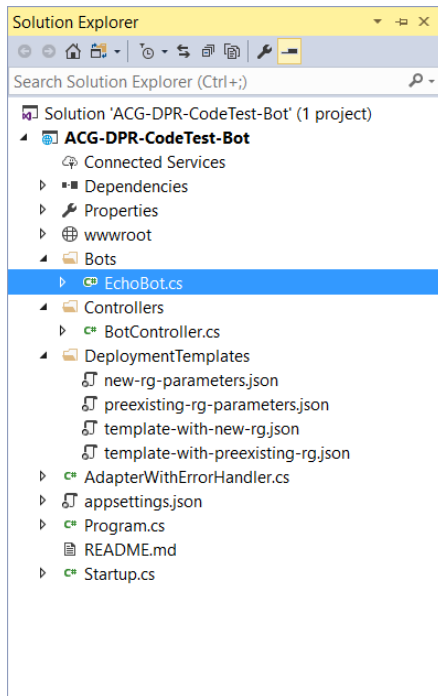 Solution Explorer
Search Solution Explorer (Ctrl+;)
Solution 'ACG-DPR-CodeTest-Bot' (1 project)
ACG-DPR-CodeTest-Bot
Connected Services
Dependencies
Properties
wwwroot
Bots
C# EchoBot.cs
Controllers
C# BotController.cs
DeploymentTemplates
new-rg-parameters.json
preexisting-rg-parameters.json
template-with-new-rg.json
template-with-preexisting-rg.json
C# AdapterWithErrorHandler.cs
appsettings.json
C# Program.cs
README.md
C# Startup.cs